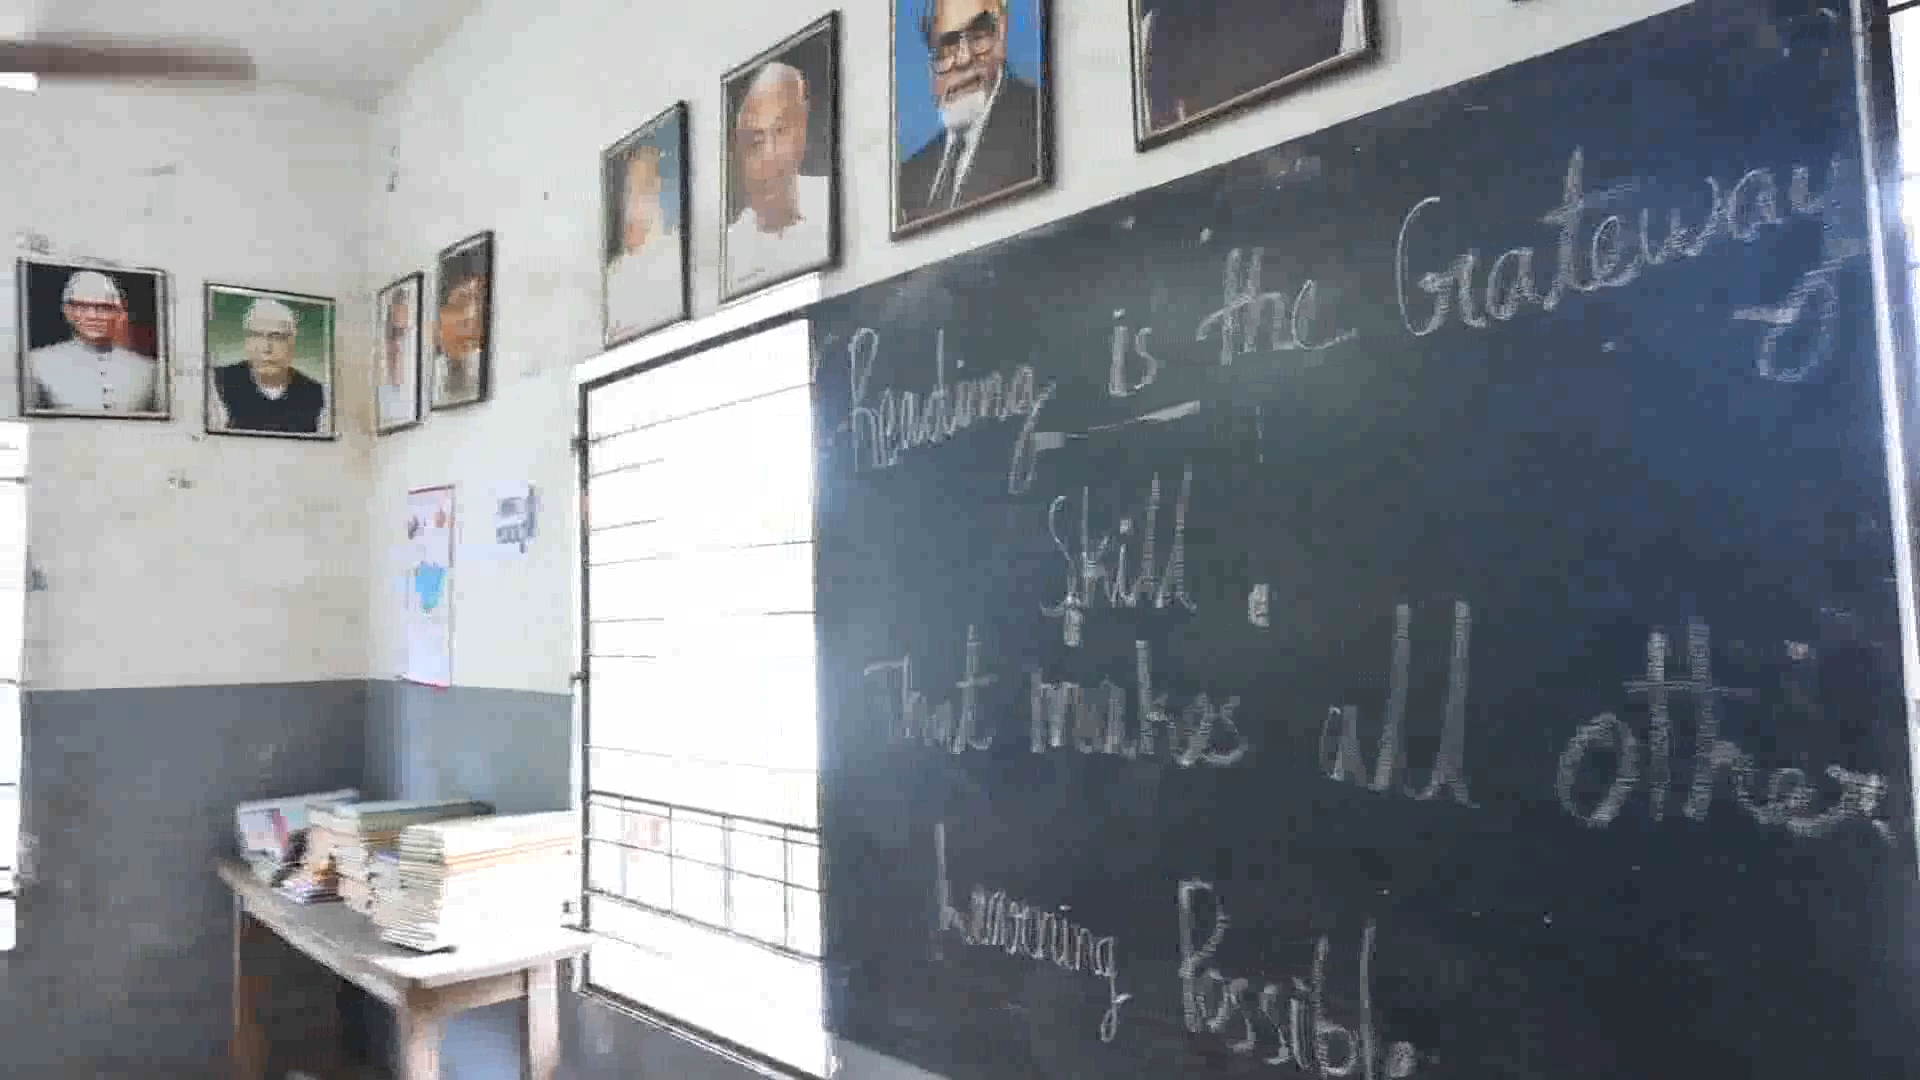 Reading is the Gateway
Skill
That makes all other
Learning Possible